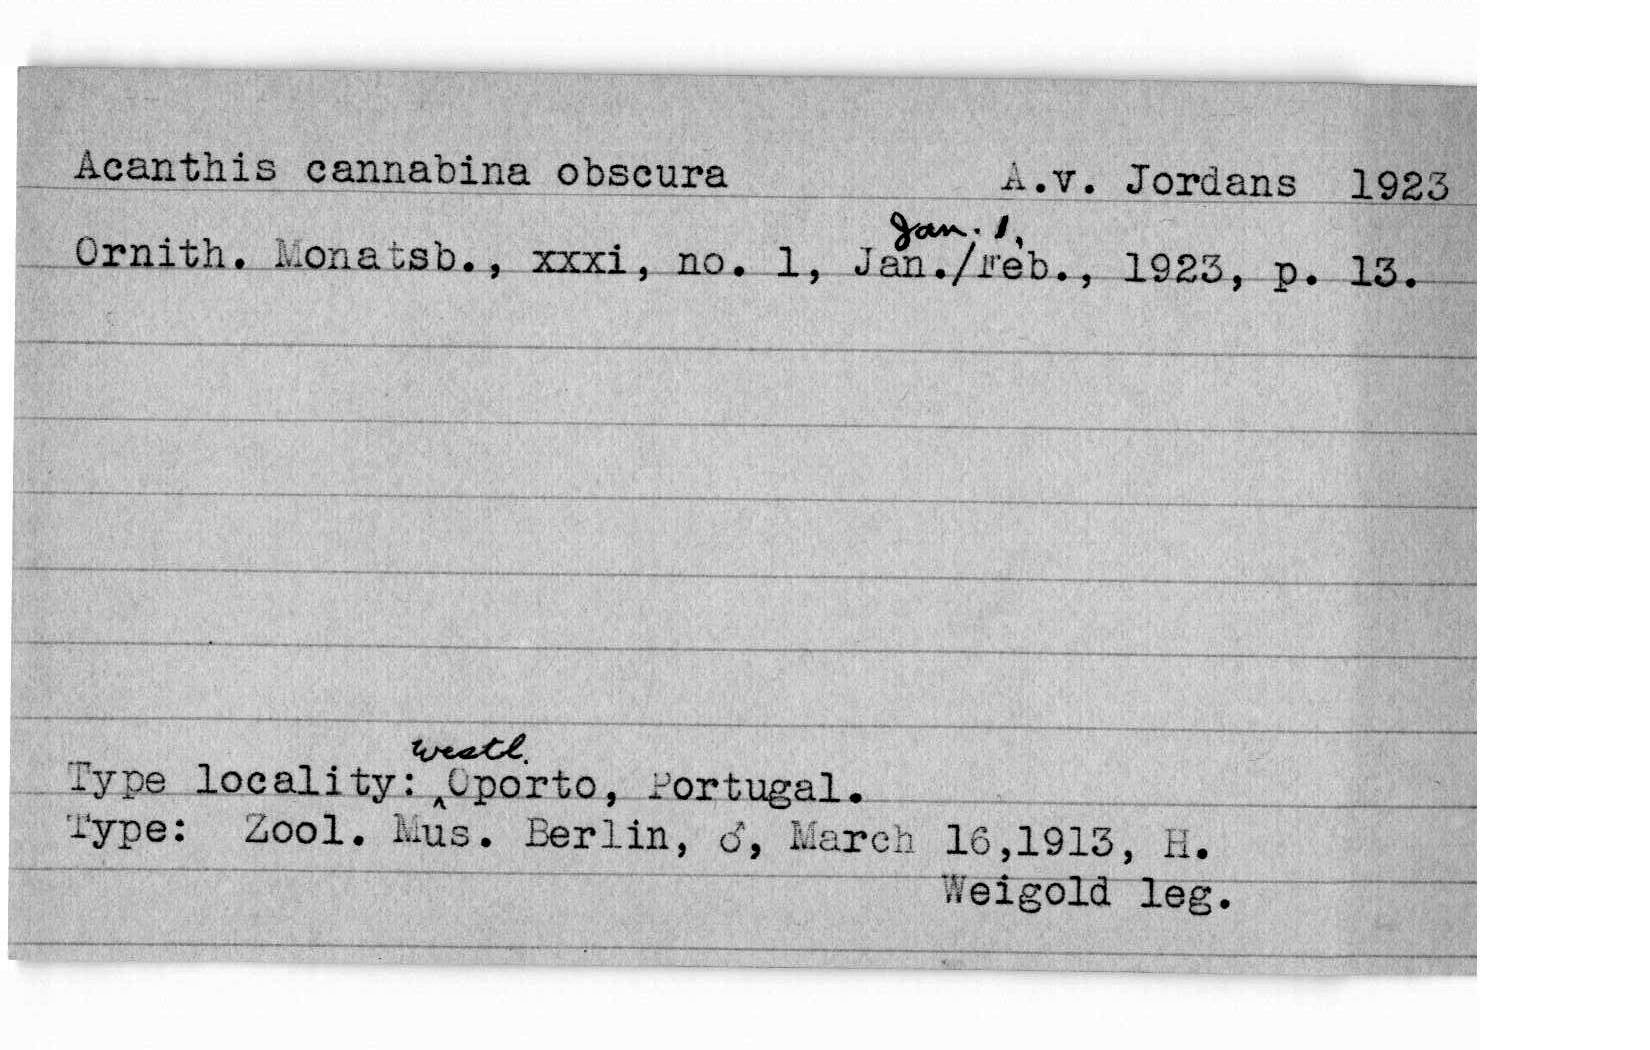 Acanthis cannabina obscura A.v. Jordans 1923
Jan. 1,
Ornith. Monatsb., xxxi, no. 1, Jan./Feb., 1923, p. 13.
westl.
Type locality: ‸Oporto, Portugal.
Type: Zool. Mus. Berlin, ♂, March 16,1913, H.
Weigold leg.